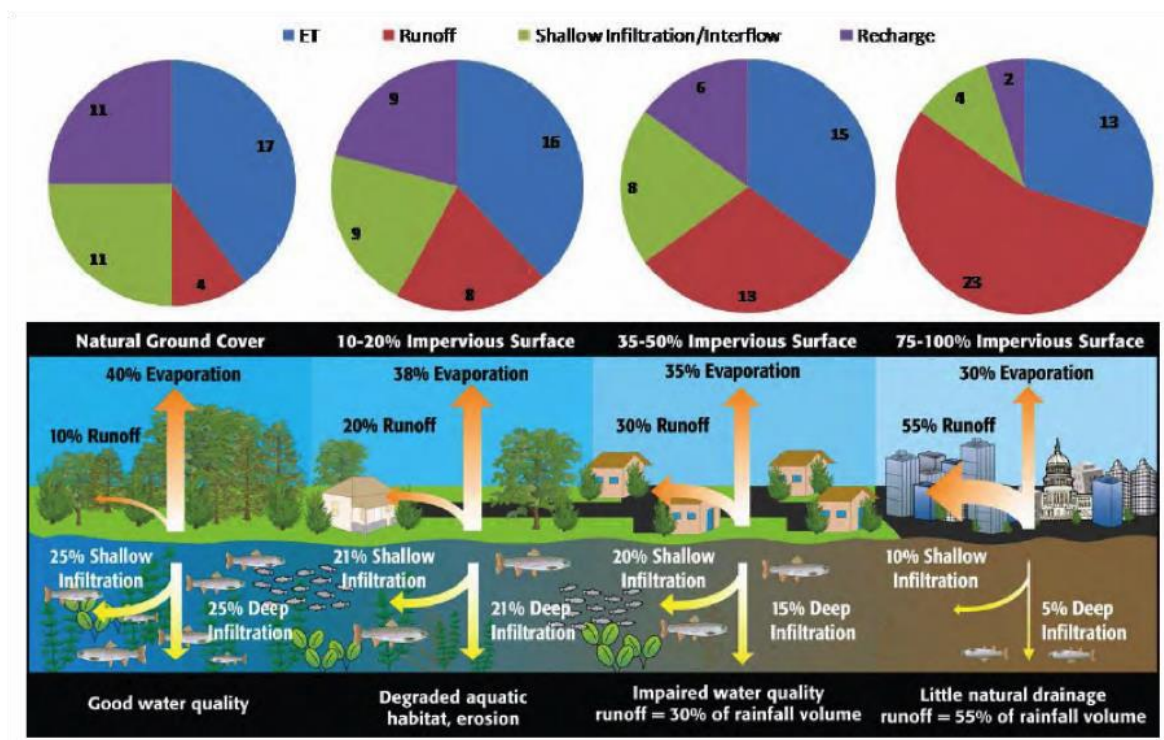 ET Runoff Shallow Infiltration/Interflow Recharge
11
17
11
4
9
16
9
8
6
15
8
13
2
4
13
23
Natural Ground Cover
10-20% Impervious Surface
35-50% Impervious Surface
75-100% Impervious Surface
40% Evaporation
10% Runoff
25% Shallow
Infiltration
25% Deep
Infiltration
Good water quality
38% Evaporation
20% Runoff
21% Shallow
Infiltration
21% Deep
Infiltration
Degraded aquatic
habitat, erosion
35% Evaporation
30% Runoff
20% Shallow
Infiltration
15% Deep
Infiltration
Impaired water quality
runoff = 30% of rainfall volume
30% Evaporation
55% Runoff
10% Shallow
Infiltration
5% Deep
Infiltration
Little natural drainage
runoff = 55% of rainfall volume